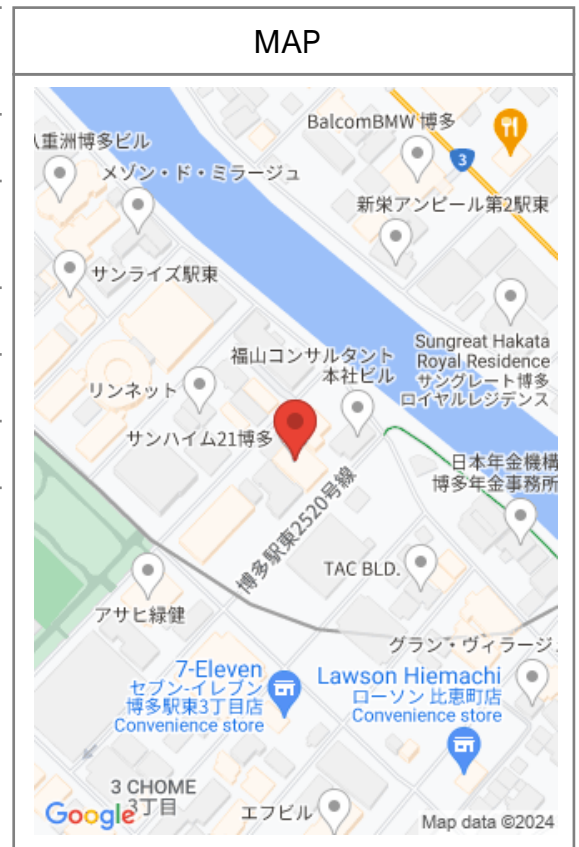 MAP
BalcomBMW 博多
八重洲博多ビル
3
メゾン・ド・ミラージュ
新栄アンピール第2駅東
サンライズ駅東
Sungreat Hakata
Royal Residence
サングレート博多
ロイヤルレジデンス
福山コンサルタント
本社ビル
リンネット
サンハイム21博多
日本年金機構
博多年金事務所
博多駅東2520号線
TAC BLD.
アサヒ緑健
グラン・ヴィラージ
7-Eleven
セブン-イレブン
博多駅東3丁目店
Convenience store
Lawson Hiemachi
ローソン 比恵町店
Convenience store
3 CHOME
3丁目
Google
エフビル
Map data ©2024